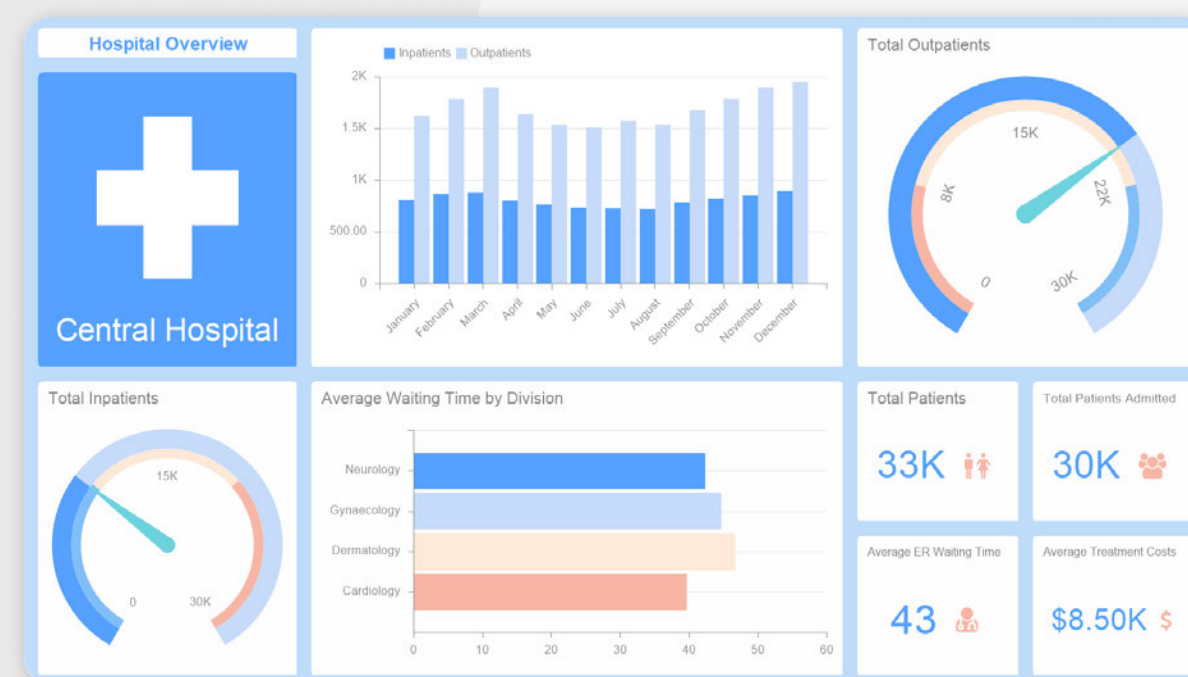 Hospital Overview
Central Hospital
Inpatients Outpatients
2K
1.5K
1K
500.00
0
January February March April May June July August September October November December
Total Outpatients
0 8K 15K 22K 30K
Total Inpatients
0 15K 30K
Average Waiting Time by Division
Neurology
Gynaecology
Dermatology
Cardiology
0 10 20 30 40 50 60
Total Patients
33K
Total Patients Admitted
30K
Average ER Waiting Time
43
Average Treatment Costs
$8.50K $